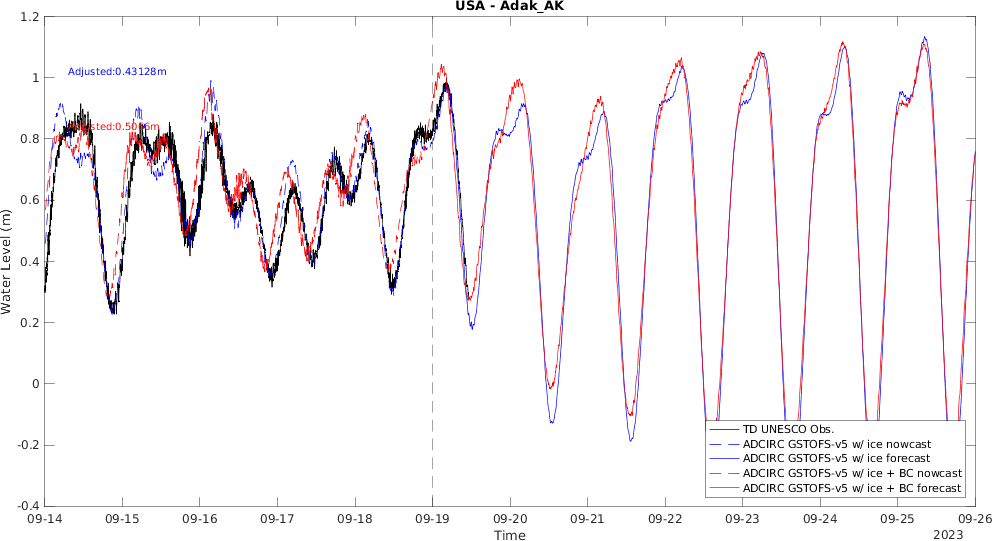 USA - Adak_AK
1.2
1
0.8
0.6
0.4
0.2
0
-0.2
-0.4
Water Level (m)
Adjusted:0.43128m
TD UNESCO Obs.
ADCIRC GSTOFS-v5 w/ ice nowcast
ADCIRC GSTOFS-v5 w/ ice forecast
ADCIRC GSTOFS-v5 w/ ice + BC nowcast
ADCIRC GSTOFS-v5 w/ ice + BC forecast
09-14 09-15 09-16 09-17 09-18 09-19 09-20 09-21 09-22 09-23 09-24 09-25 09-26
Time
2023